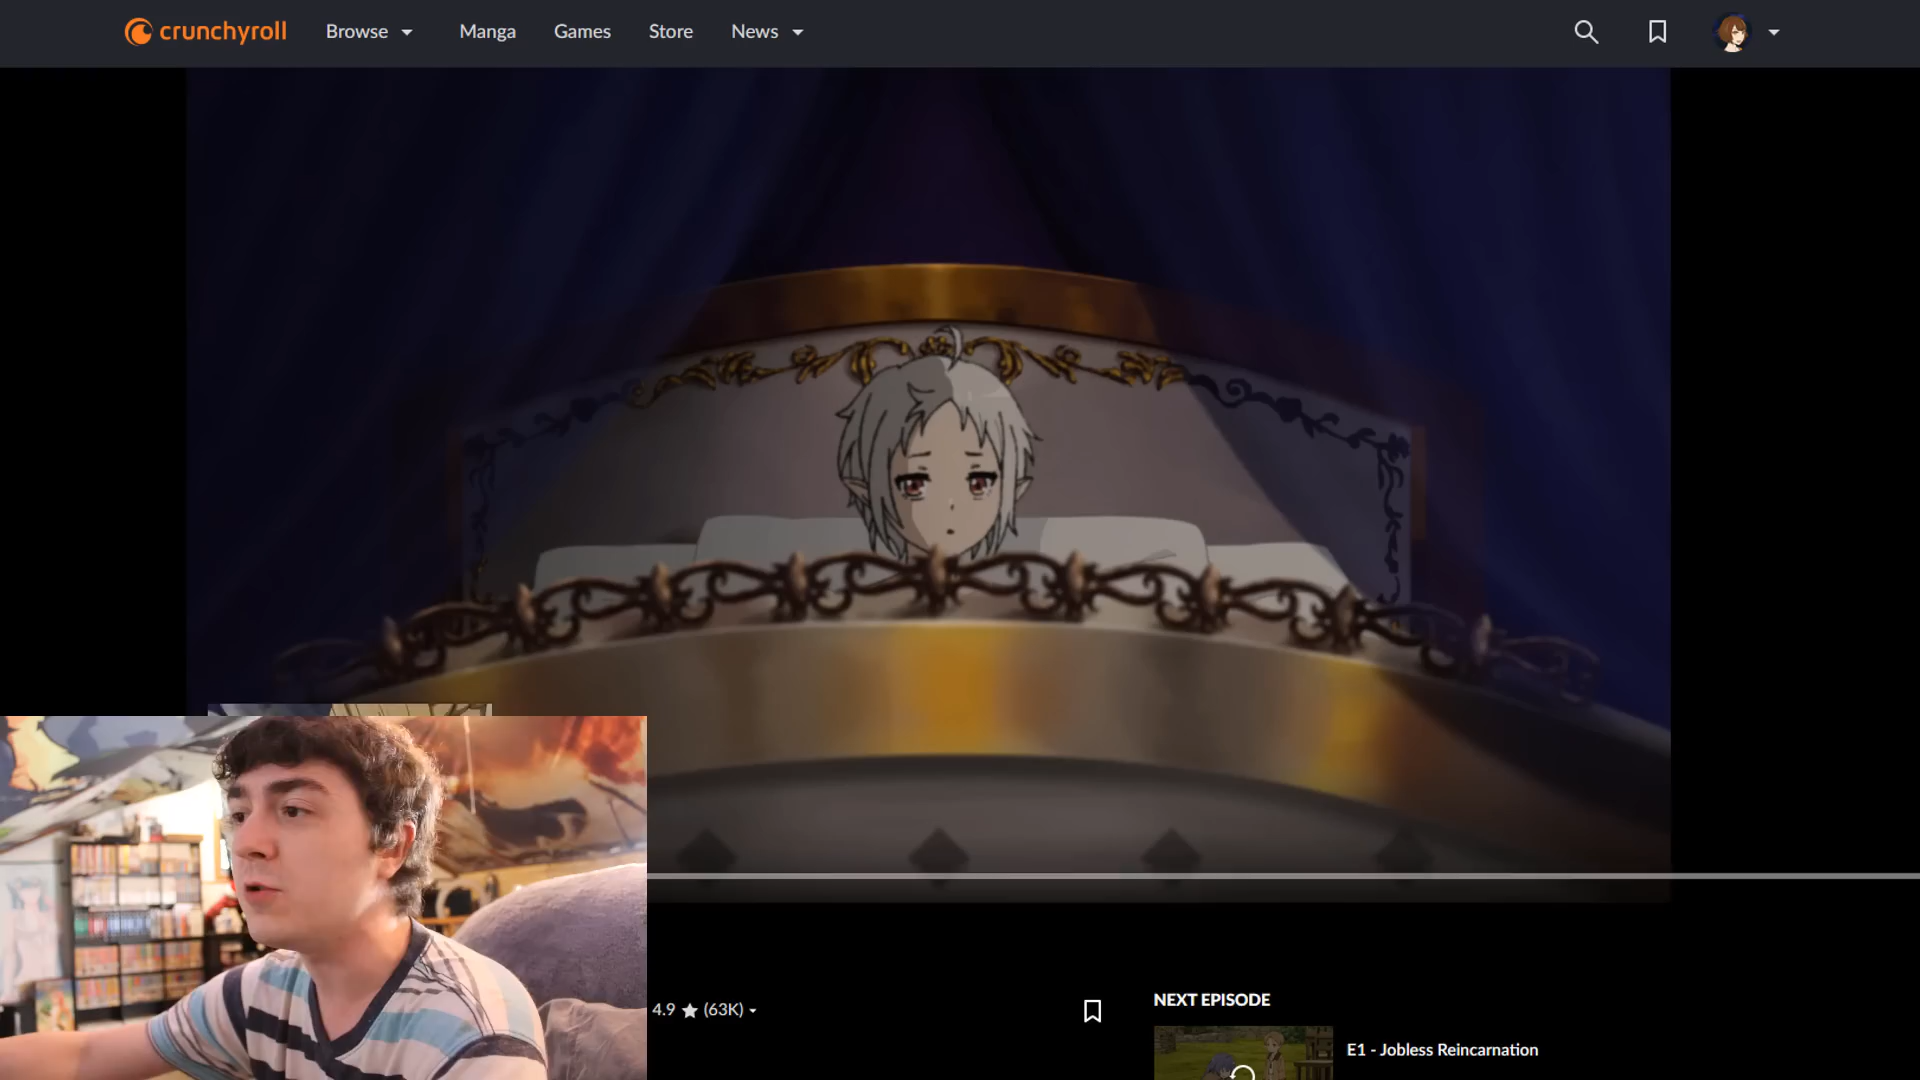 crunchyroll Browse Manga Games Store News
4.9 ★ (63K)
NEXT EPISODE
E1 - Jobless Reincarnation